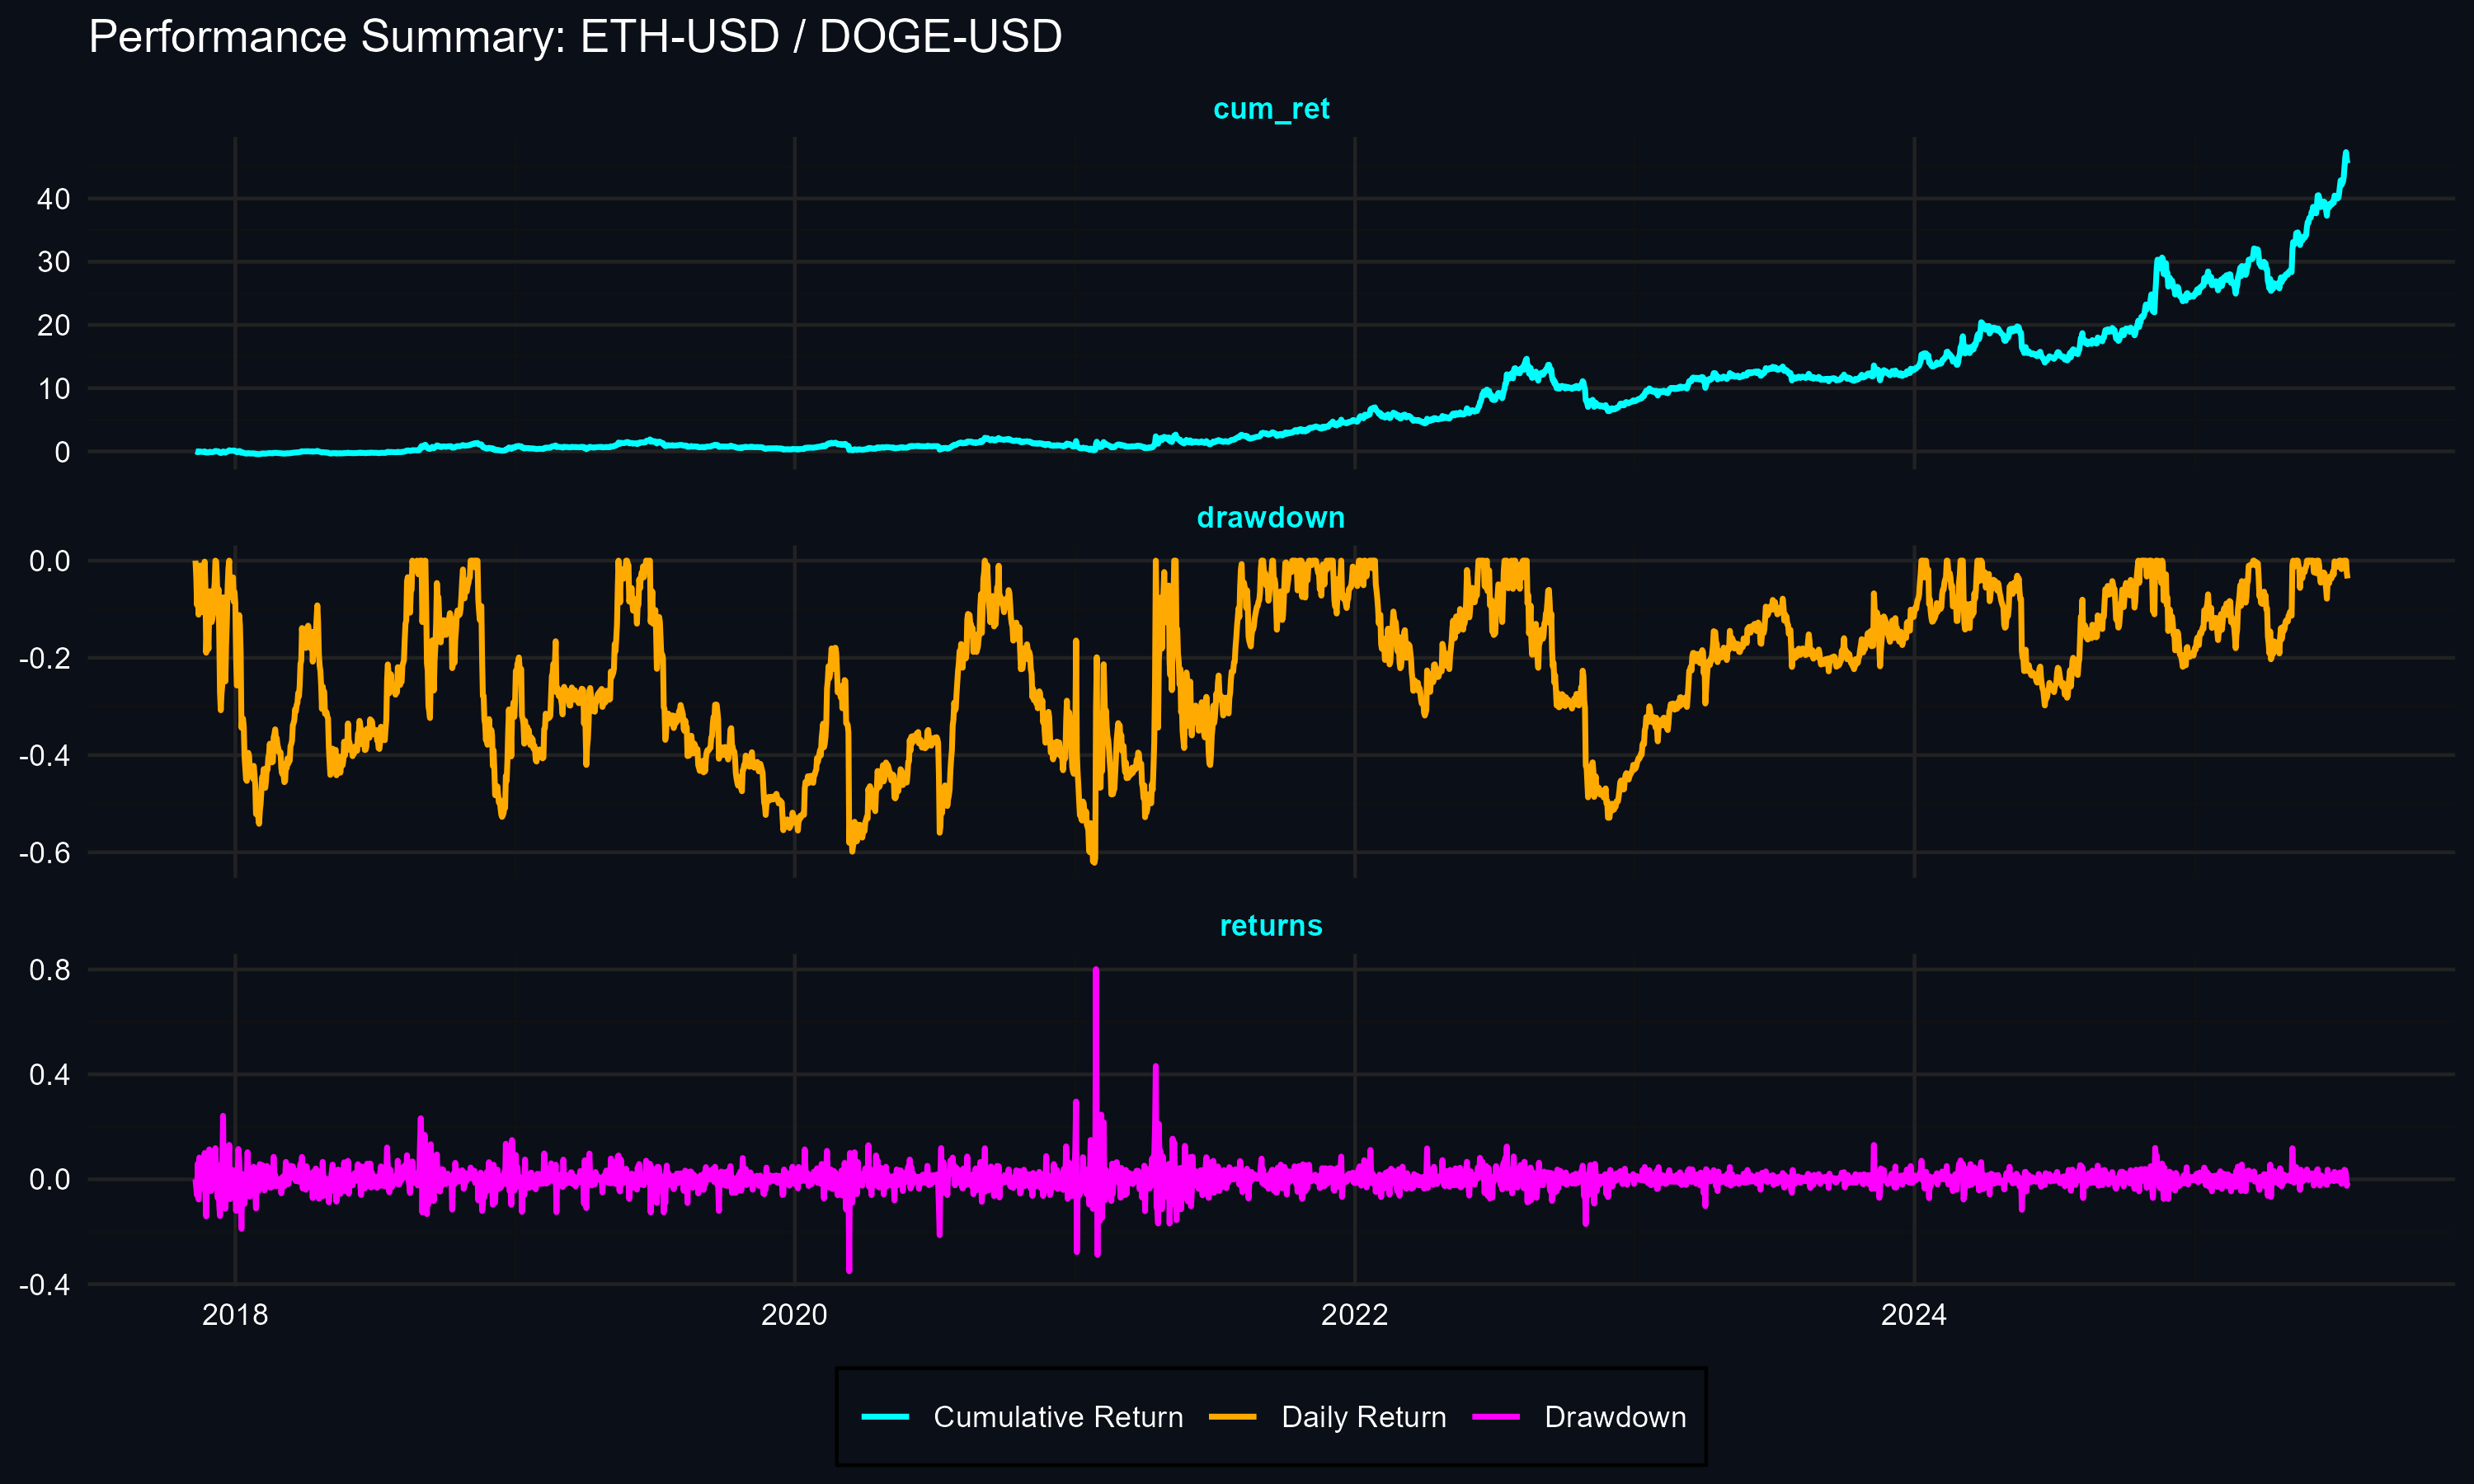 Performance Summary: ETH-USD / DOGE-USD
cum_ret
40
30
20
10
0
drawdown
0.0
-0.2
-0.4
-0.6
returns
0.8
0.4
0.0
-0.4
2018 2020 2022 2024
Cumulative Return Daily Return Drawdown